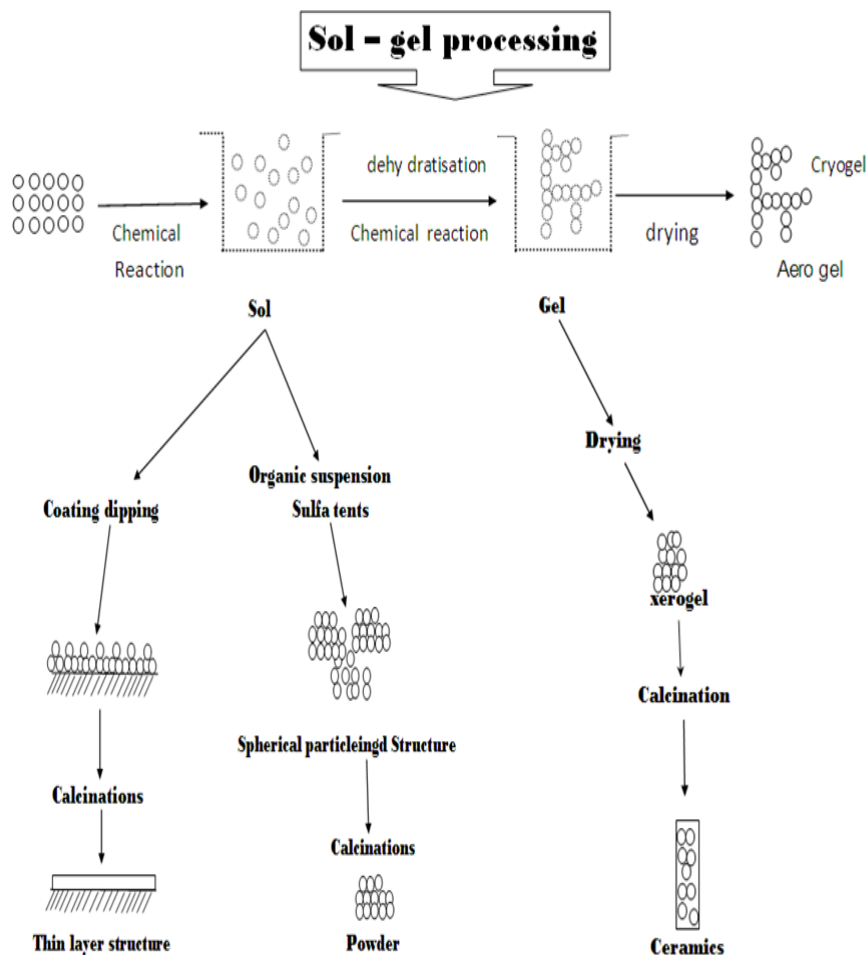 Sol – gel processing
dehy dratisation
Cryogel
Chemical
Reaction
Chemical reaction
drying
Aero gel
Sol
Gel
Drying
Organic suspension
Sulfa tents
Coating dipping
xerogel
Calcination
Spherical particleingd Structure
Calcinations
Calcinations
Thin layer structure
Powder
Ceramics